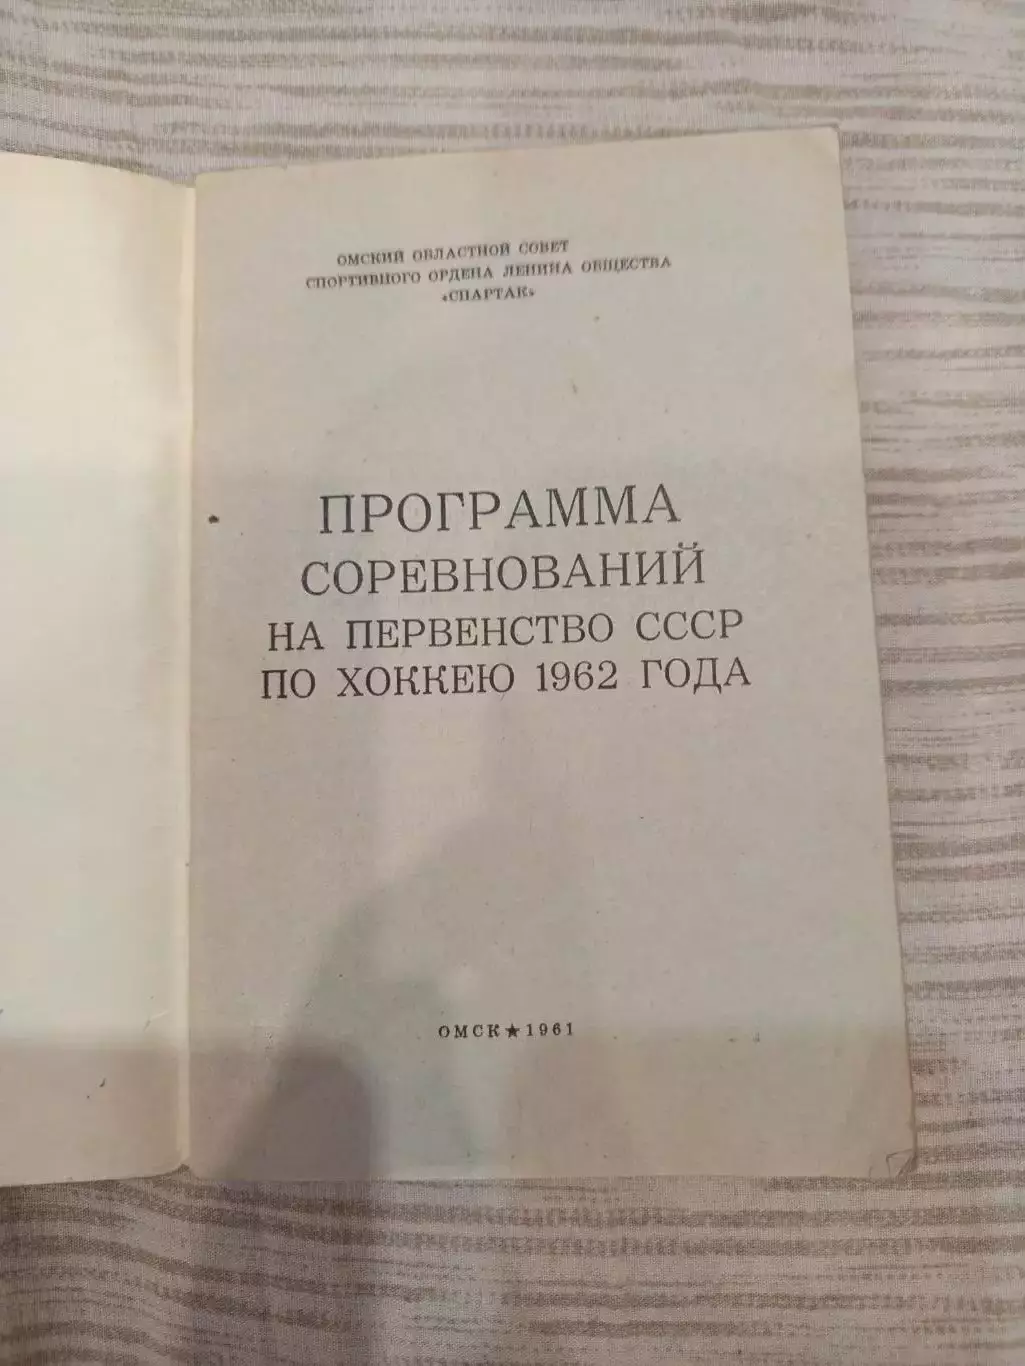 ОМСКИЙ ОБЛАСТНОЙ СОВЕТ
СПОРТИВНОГО ОРДЕНА ЛЕНИНА ОБЩЕСТВА
«СПАРТАК»
ПРОГРАММА
СОРЕВНОВАНИЙ
НА ПЕРВЕНСТВО СССР
ПО ХОККЕЮ 1962 ГОДА
ОМСК★1961